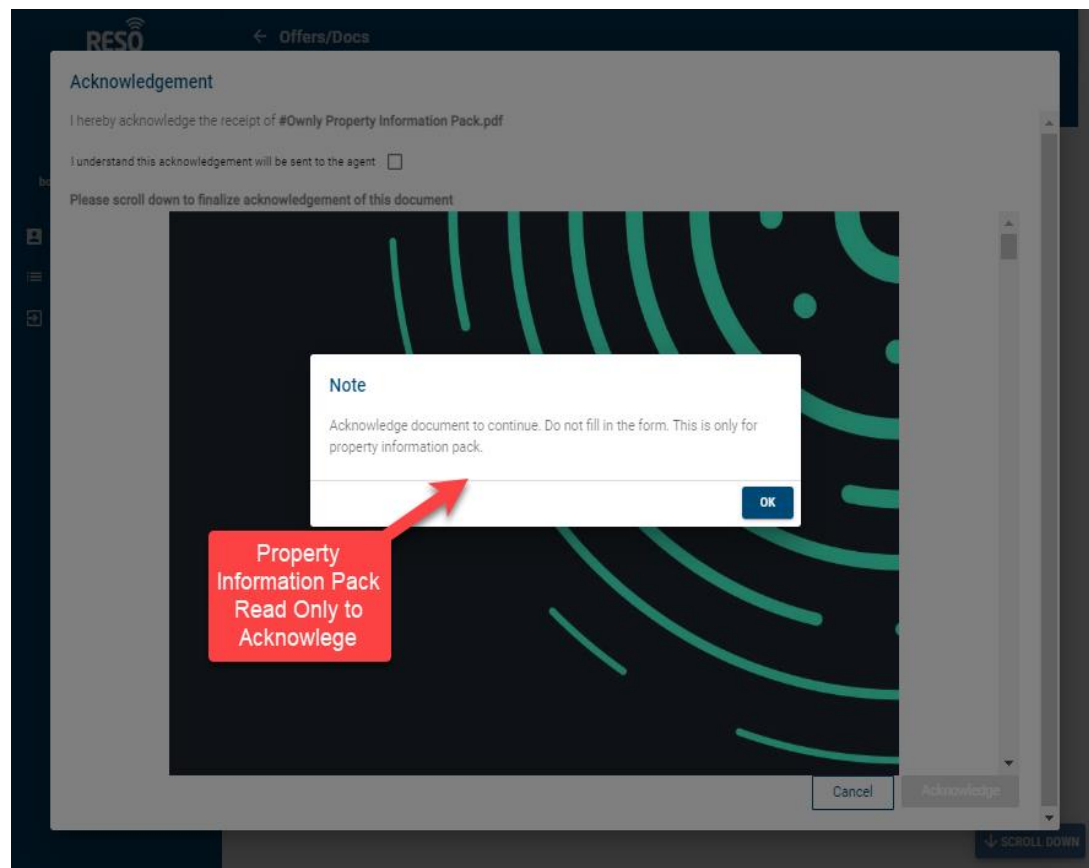 RESO
← Offers/Docs
Acknowledgement
I hereby acknowledge the receipt of #Ownly Property Information Pack.pdf
I understand this acknowledgement will be sent to the agent
bo
Please scroll down to finalize acknowledgement of this document
Note
Acknowledge document to continue. Do not fill in the form. This is only for
property information pack.
OK
Property
Information Pack
Read Only to
Acknowlege
Cancel
Acknowledge
SCROLL DOWN